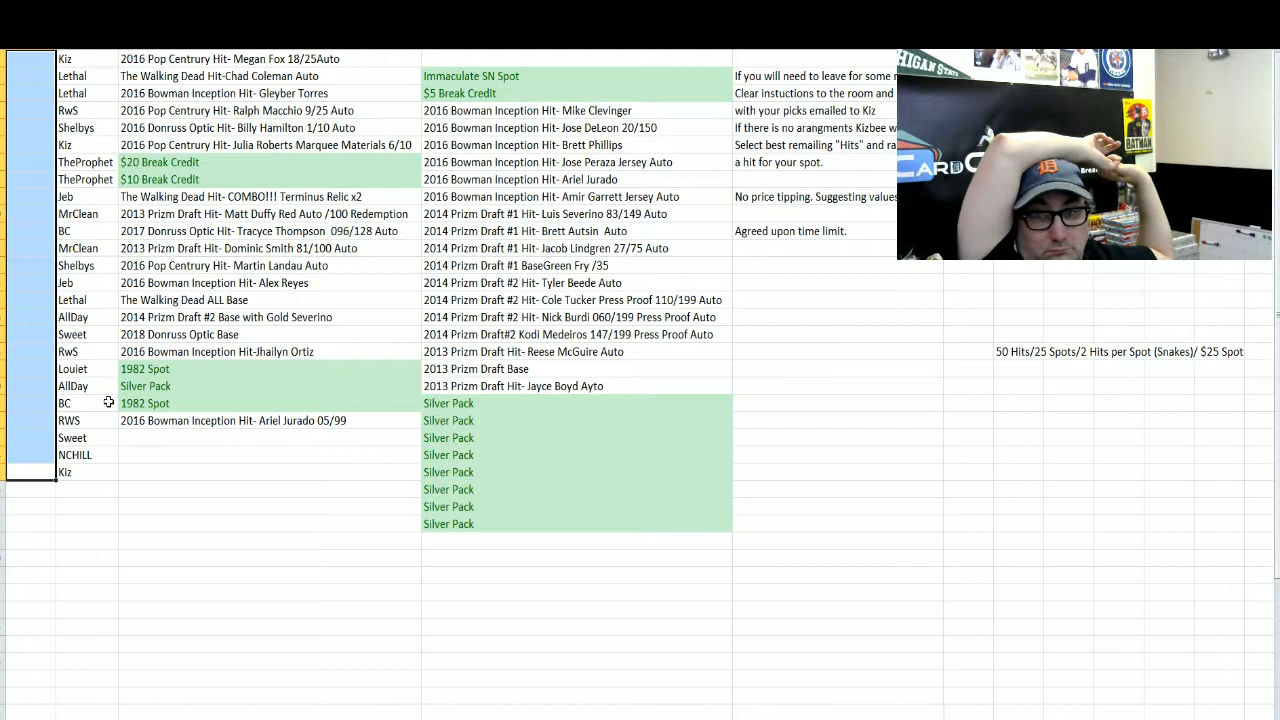 Kiz 2016 Pop Centrury Hit- Megan Fox 18/25Auto
Lethal The Walking Dead Hit-Chad Coleman Auto Immaculate SN Spot If you will need to leave for some
Lethal 2016 Bowman Inception Hit- Gleyber Torres $5 Break Credit Clear instuctions to the room and
RwS 2016 Pop Centrury Hit- Ralph Macchio 9/25 Auto 2016 Bowman Inception Hit- Mike Clevinger with your picks emailed to Kiz
Shelbys 2016 Donruss Optic Hit- Billy Hamilton 1/10 Auto 2016 Bowman Inception Hit- Jose DeLeon 20/150 If there is no arangments Kizbee w
Kiz 2016 Pop Centrury Hit- Julia Roberts Marquee Materials 6/10 2016 Bowman Inception Hit- Brett Phillips Select best remailing "Hits" and ra
TheProphet $20 Break Credit 2016 Bowman Inception Hit- Jose Peraza Jersey Auto a hit for your spot.
TheProphet $10 Break Credit 2016 Bowman Inception Hit- Ariel Jurado
Jeb The Walking Dead Hit- COMBO!!! Terminus Relic x2 2016 Bowman Inception Hit- Amir Garrett Jersey Auto No price tipping. Suggesting values
MrClean 2013 Prizm Draft Hit- Matt Duffy Red Auto /100 Redemption 2014 Prizm Draft #1 Hit- Luis Severino 83/149 Auto
BC 2017 Donruss Optic Hit- Tracyce Thompson 096/128 Auto 2014 Prizm Draft #1 Hit- Brett Autsin Auto Agreed upon time limit.
MrClean 2013 Prizm Draft Hit- Dominic Smith 81/100 Auto 2014 Prizm Draft #1 Hit- Jacob Lindgren 27/75 Auto
Shelbys 2016 Pop Centrury Hit- Martin Landau Auto 2014 Prizm Draft #1 BaseGreen Fry /35
Jeb 2016 Bowman Inception Hit- Alex Reyes 2014 Prizm Draft #2 Hit- Tyler Beede Auto
Lethal The Walking Dead ALL Base 2014 Prizm Draft #2 Hit- Cole Tucker Press Proof 110/199 Auto
AllDay 2014 Prizm Draft #2 Base with Gold Severino 2014 Prizm Draft #2 Hit- Nick Burdi 060/199 Press Proof Auto
Sweet 2018 Donruss Optic Base 2014 Prizm Draft#2 Kodi Medeiros 147/199 Press Proof Auto
RwS 2016 Bowman Inception Hit-Jhailyn Ortiz 2013 Prizm Draft Hit- Reese McGuire Auto 50 Hits/25 Spots/2 Hits per Spot (Snakes)/ $25 Spot
Louiet 1982 Spot 2013 Prizm Draft Base
AllDay Silver Pack 2013 Prizm Draft Hit- Jayce Boyd Ayto
BC 1982 Spot Silver Pack
RWS 2016 Bowman Inception Hit- Ariel Jurado 05/99 Silver Pack
Sweet Silver Pack
NCHILL Silver Pack
Kiz Silver Pack
Silver Pack
Silver Pack
Silver Pack
HIGAN STATE
BATMAN
CARD
Brea